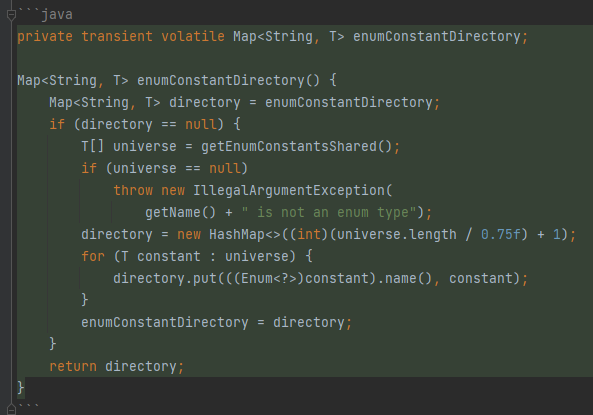 ```java
private transient volatile Map<String, T> enumConstantDirectory;

Map<String, T> enumConstantDirectory() {
    Map<String, T> directory = enumConstantDirectory;
    if (directory == null) {
        T[] universe = getEnumConstantsShared();
        if (universe == null)
            throw new IllegalArgumentException(
                getName() + " is not an enum type");
        directory = new HashMap<>((int)(universe.length / 0.75f) + 1);
        for (T constant : universe) {
            directory.put(((Enum<?>)constant).name(), constant);
        }
        enumConstantDirectory = directory;
    }
    return directory;
}
```